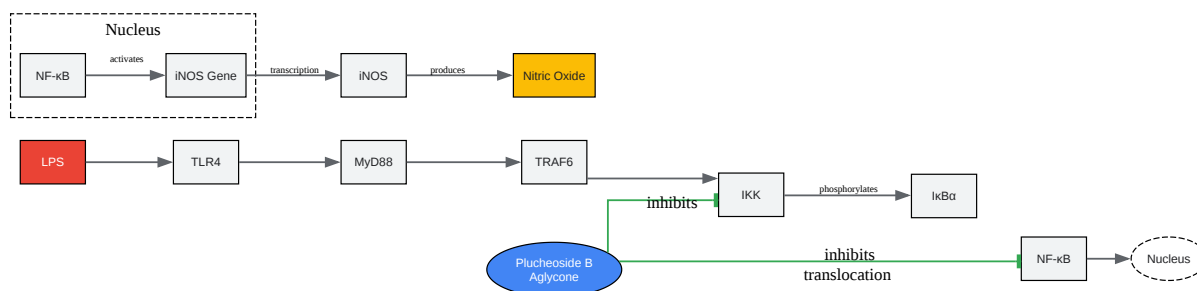 Nucleus
NF-κB
activates
iNOS Gene
transcription
iNOS
produces
Nitric Oxide
LPS
TLR4
MyD88
TRAF6
IKK
phosphorylates
IκBα
inhibits
Plucheoside B
Aglycone
inhibits
translocation
NF-κB
Nucleus